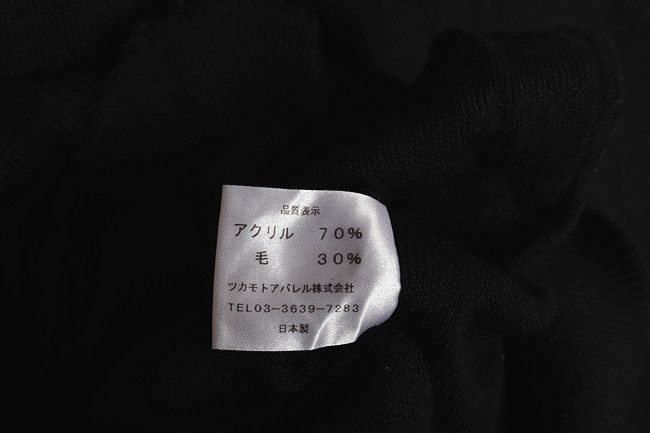 品質表示
アクリル　７０％
毛　３０％
ツカモトアパレル株式会社
TEL03−3639−7283
日本製